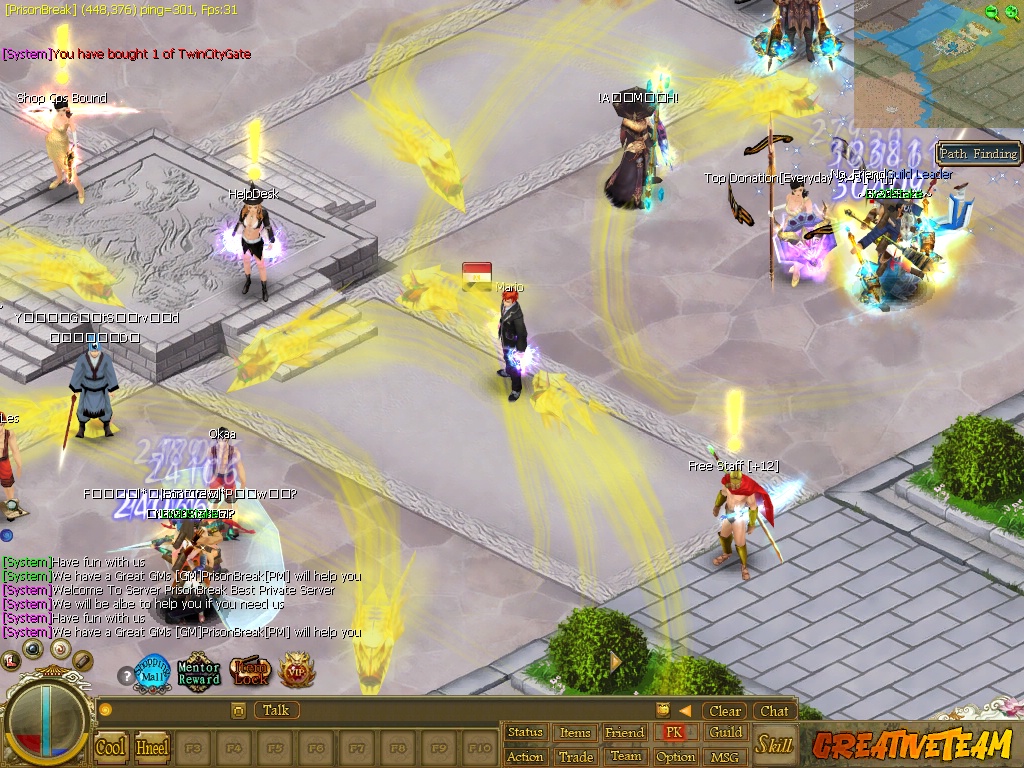 [PrisonBreak] (448,376) ping=301, Fps:31
[System]You have bought 1 of TwinCityGate
Shop Cps Bound
Path Finding
Top Donation[Everyday
Guild Leader
HelpDesk
Mario
Les
Okaa
Free Staff [+12]
[System]Have fun with us
[System]We have a Great GMs [GM]PrisonBreak[PM] will help you
[System]Welcome To Server PrisonBreak Best Private Server
[System]We will be albe to help you if you need us
[System]Have fun with us
[System]We have a Great GMs [GM]PrisonBreak[PM] will help you
? Shopping Mall
Mentor Reward
Item Lock
VIP
Talk
Clear
Chat
Cool
Kneel
F3 F4 F5 F6 F7 F8 F9 F10
Status Items Friend PK Guild
Action Trade Team Option MSG
Skill
CREATIVETEAM